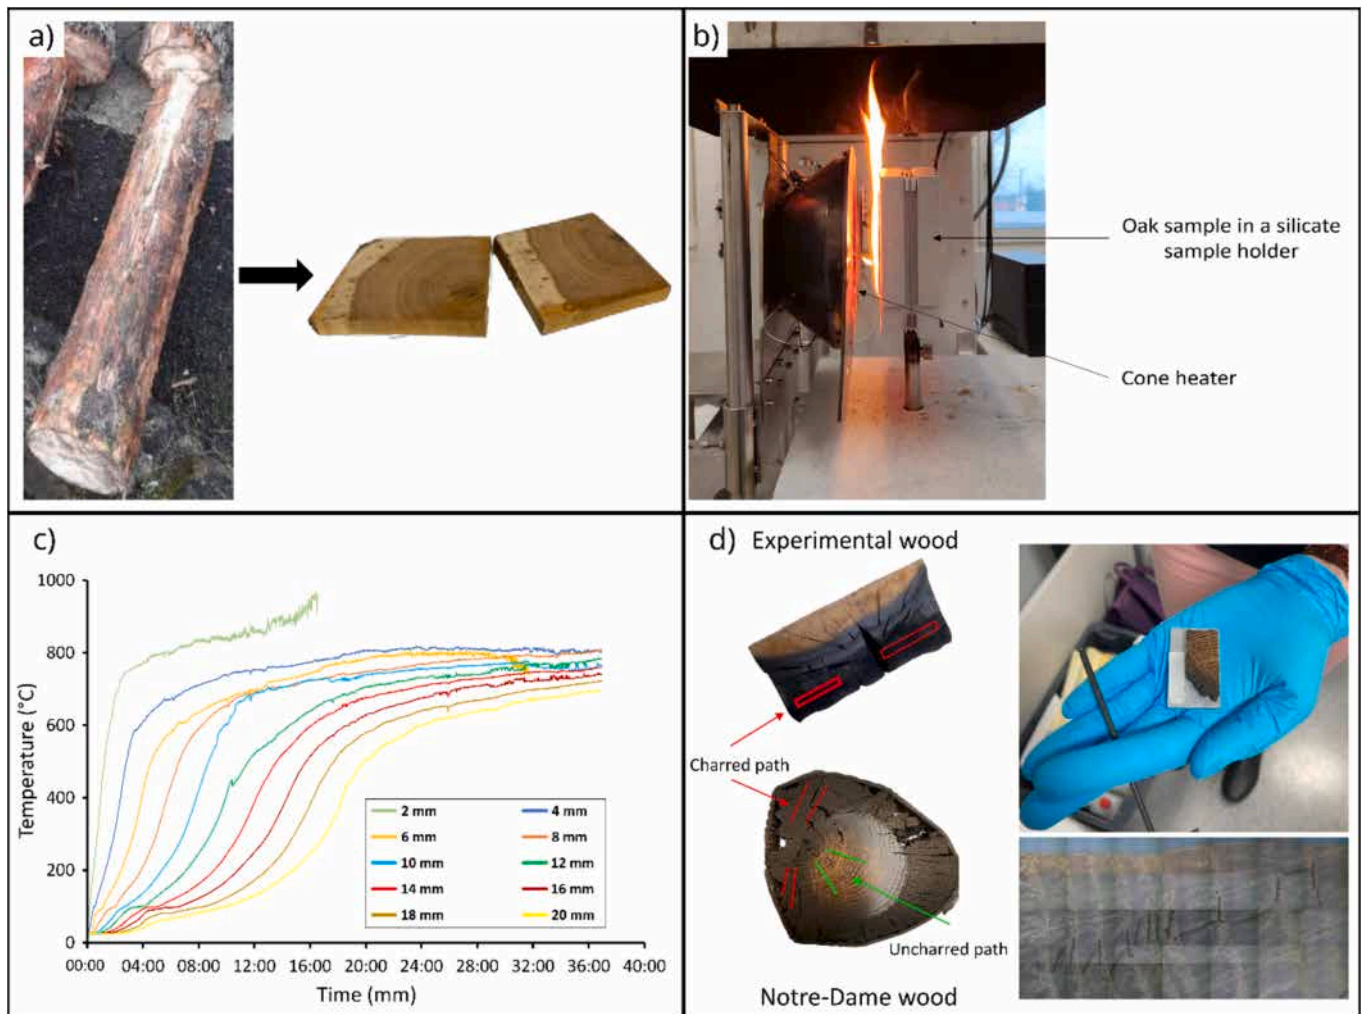 a)
b)
Oak sample in a silicate
sample holder
Cone heater
c)
Temperature (°C)
1000
800
600
400
200
0
2 mm
4 mm
6 mm
8 mm
10 mm
12 mm
14 mm
16 mm
18 mm
20 mm
00:00 04:00 08:00 12:00 16:00 20:00 24:00 28:00 32:00 36:00 40:00
Time (mm)
d)
Experimental wood
Charred path
Uncharred path
Notre-Dame wood